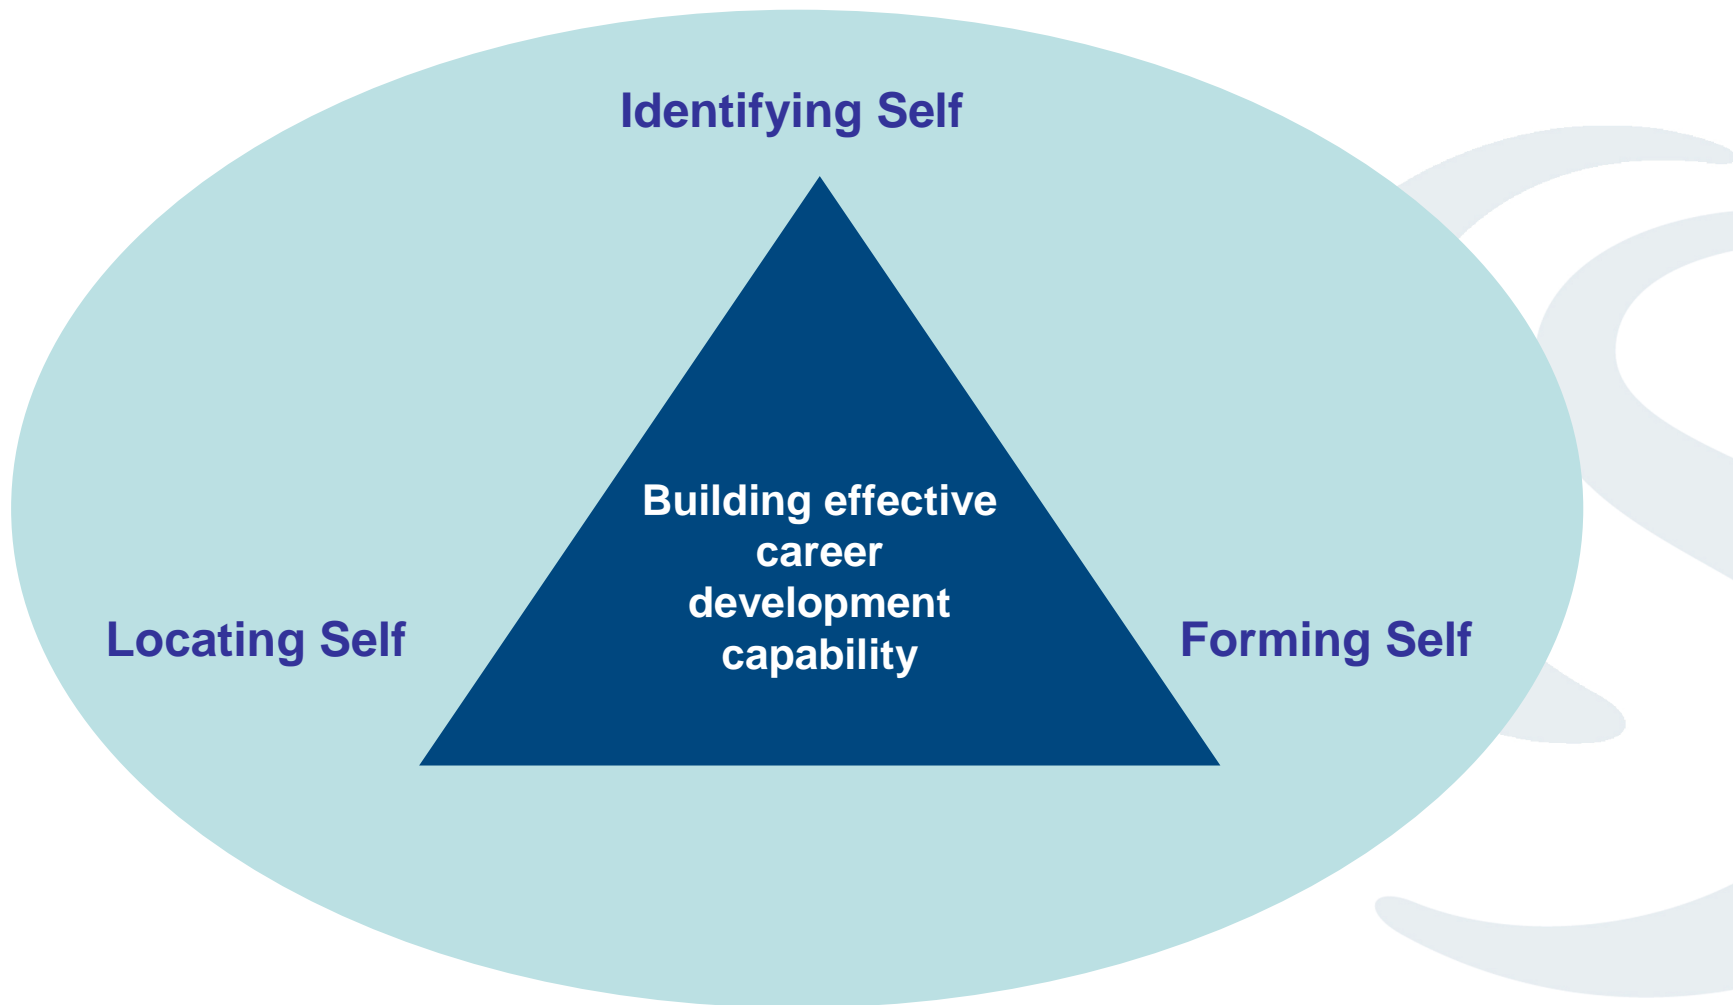 Identifying Self
Building effective
career
development
capability
Locating Self
Forming Self